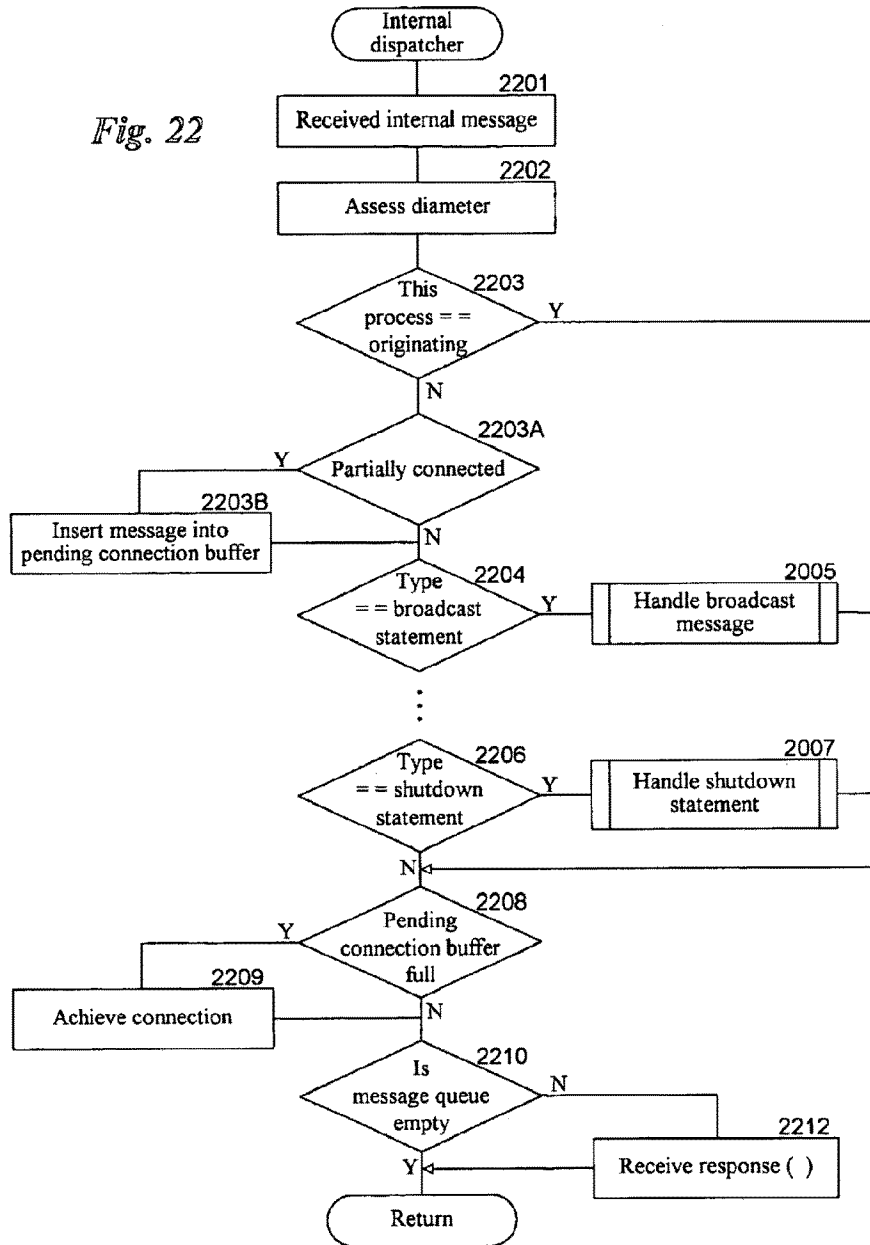 Internal
dispatcher
Fig. 22
2201
Received internal message
2202
Assess diameter
2203
This
process = =
originating
Y
N
2203A
Partially connected
Y
N
2203B
Insert message into
pending connection buffer
2204
Type
= = broadcast
statement
Y
2005
Handle broadcast
message
2206
Type
= = shutdown
statement
Y
2007
Handle shutdown
statement
N
2208
Pending
connection buffer
full
Y
N
2209
Achieve connection
2210
Is
message queue
empty
N
2212
Receive response ( )
Y
Return